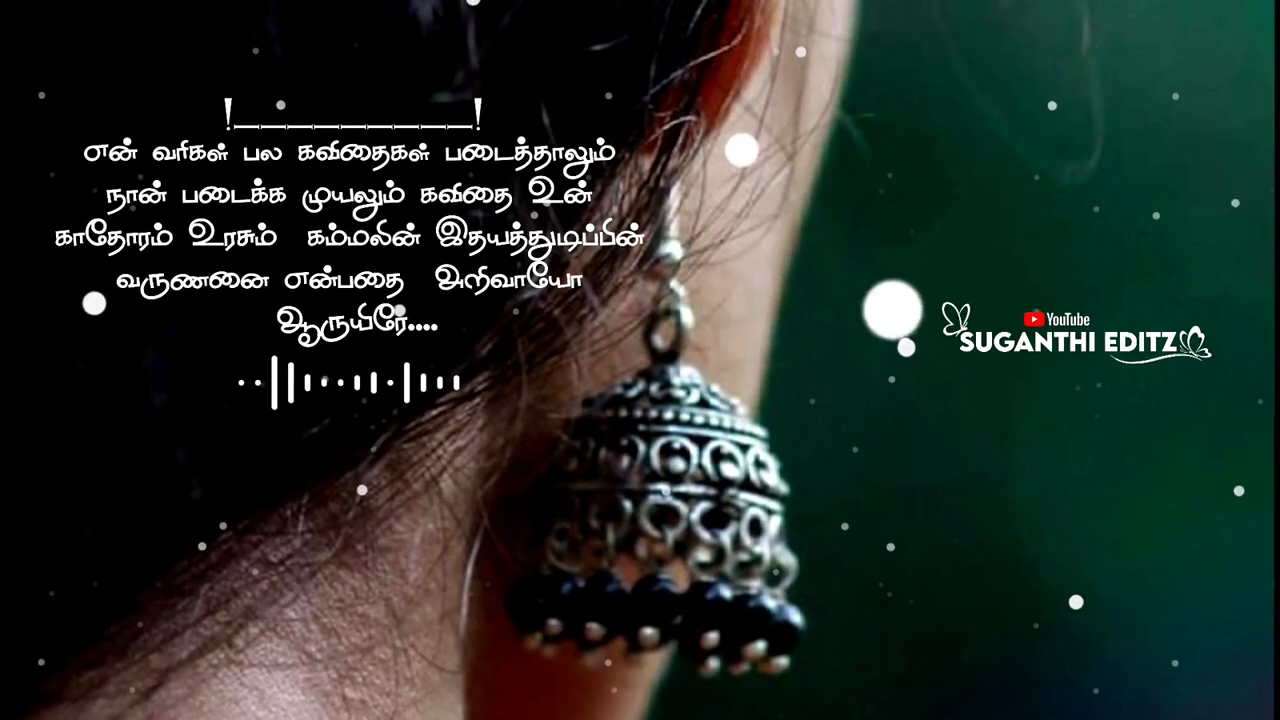 !_________!
என் வரிகள் பல கவிதைகள் படைத்தாலும்
நான் படைக்க முயலும் கவிதை உன்
காதோரம் உரசும் கம்மலின் இதயத்துடிப்பின்
வருணனை என்பதை அறிவாயோ
ஆருயிரே....
YouTube
SUGANTHI EDITZ